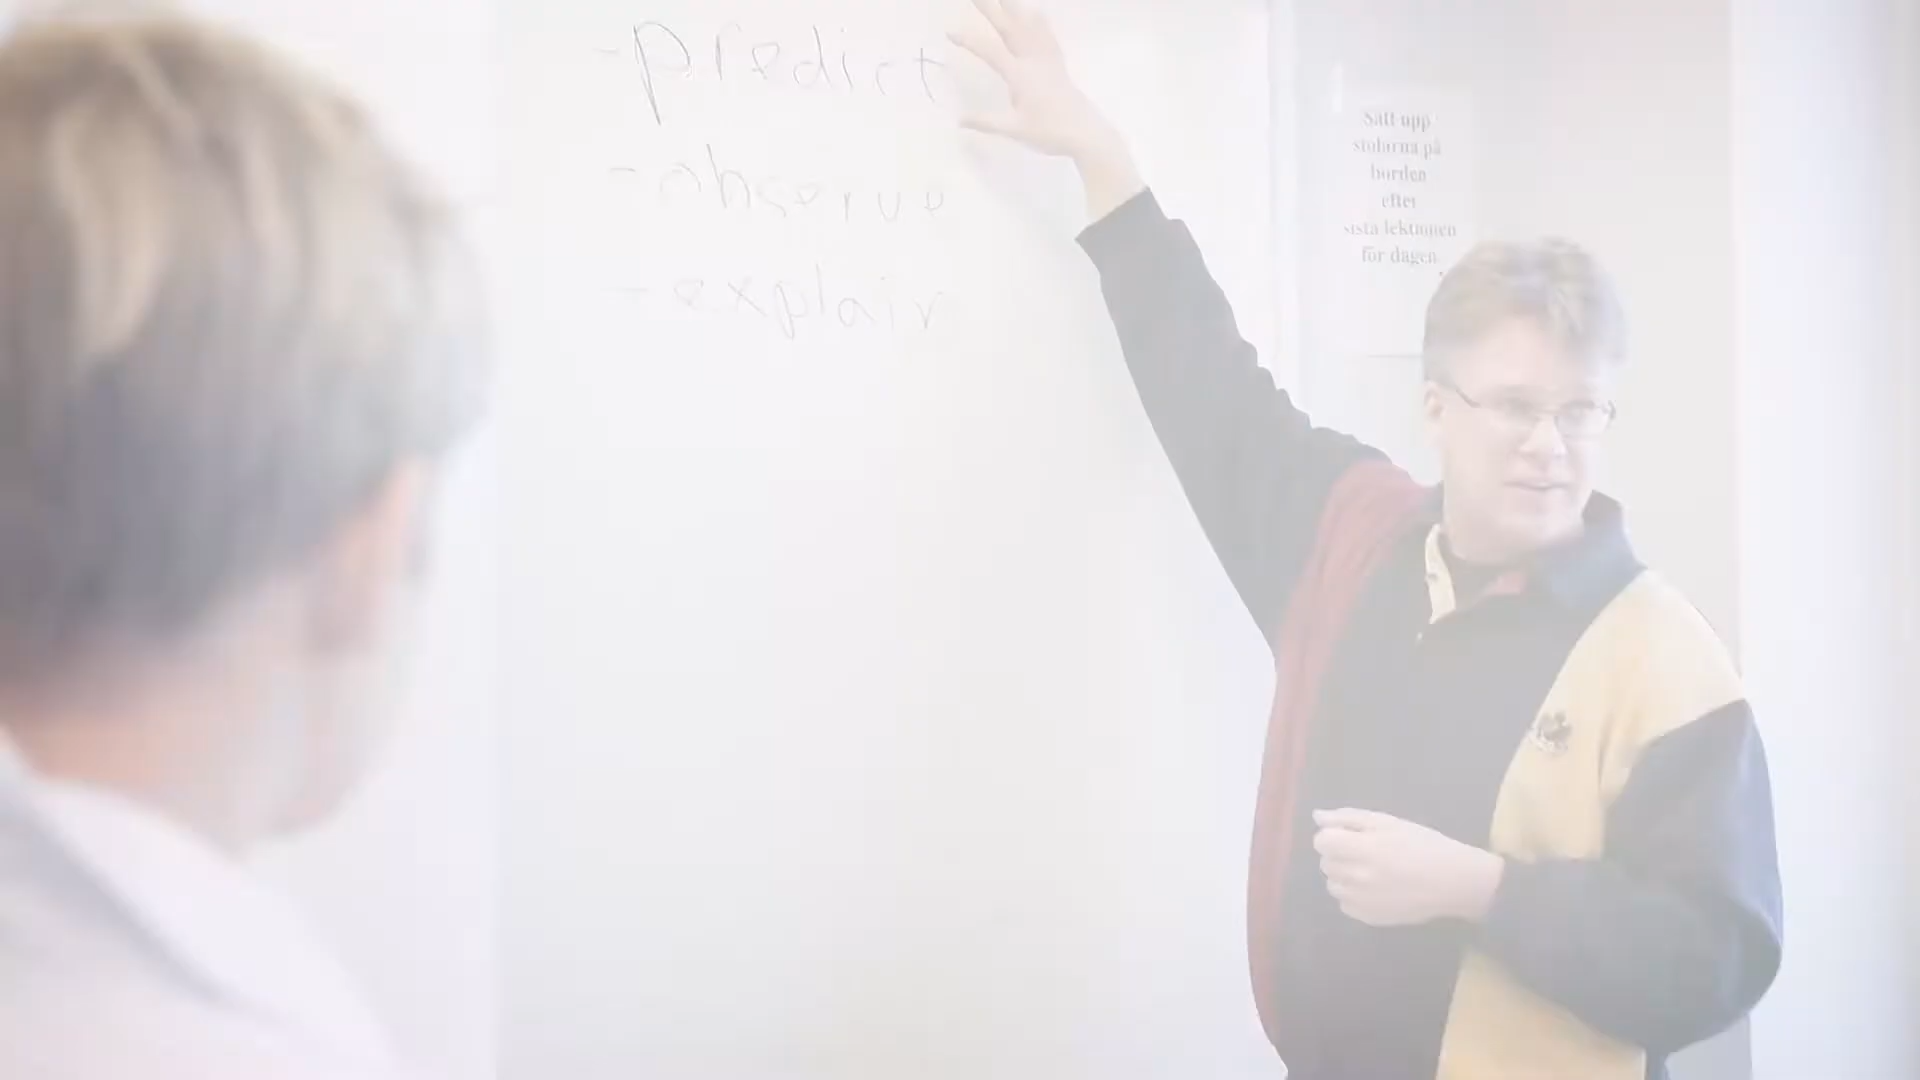 - predict
- observe
- explain
Sätt upp
stolarna på
borden
efter
sista lektionen
för dagen.